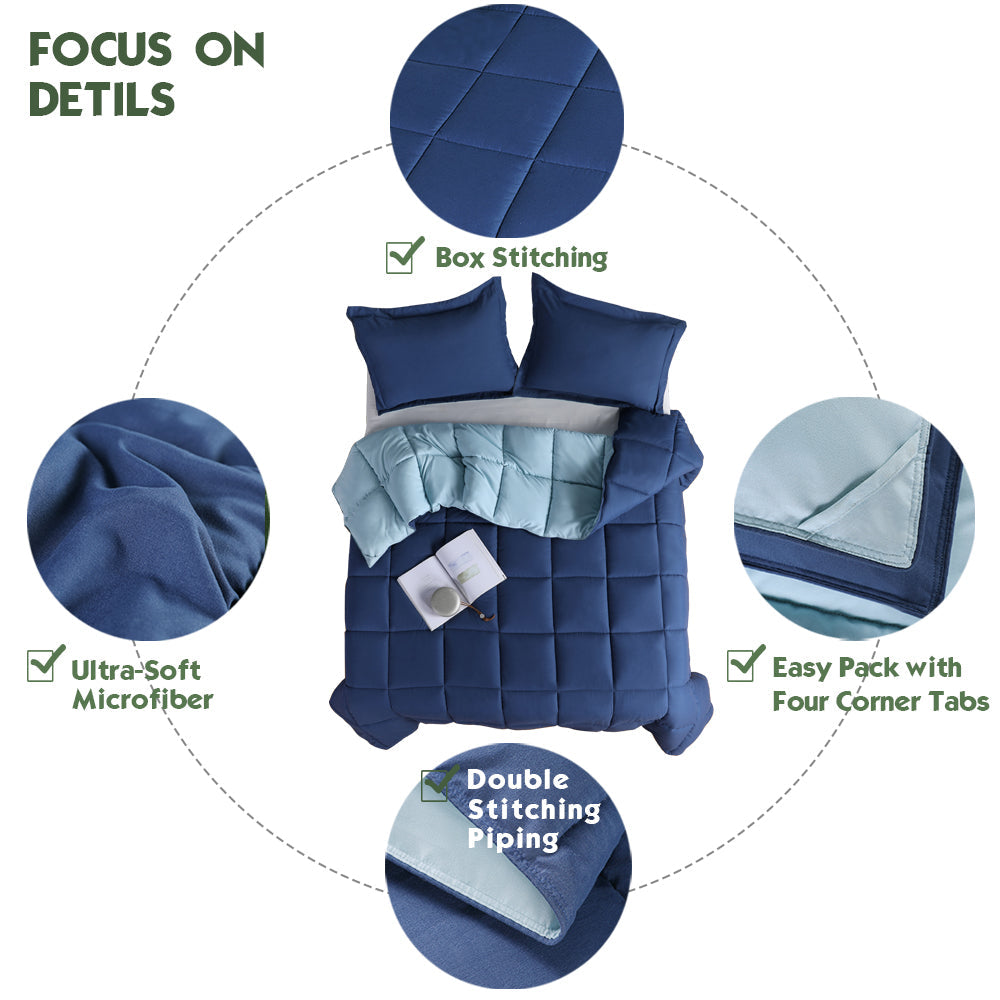 FOCUS ON
DETILS
Box Stitching
Ultra-Soft
Microfiber
Easy Pack with
Four Corner Tabs
Double
Stitching
Piping